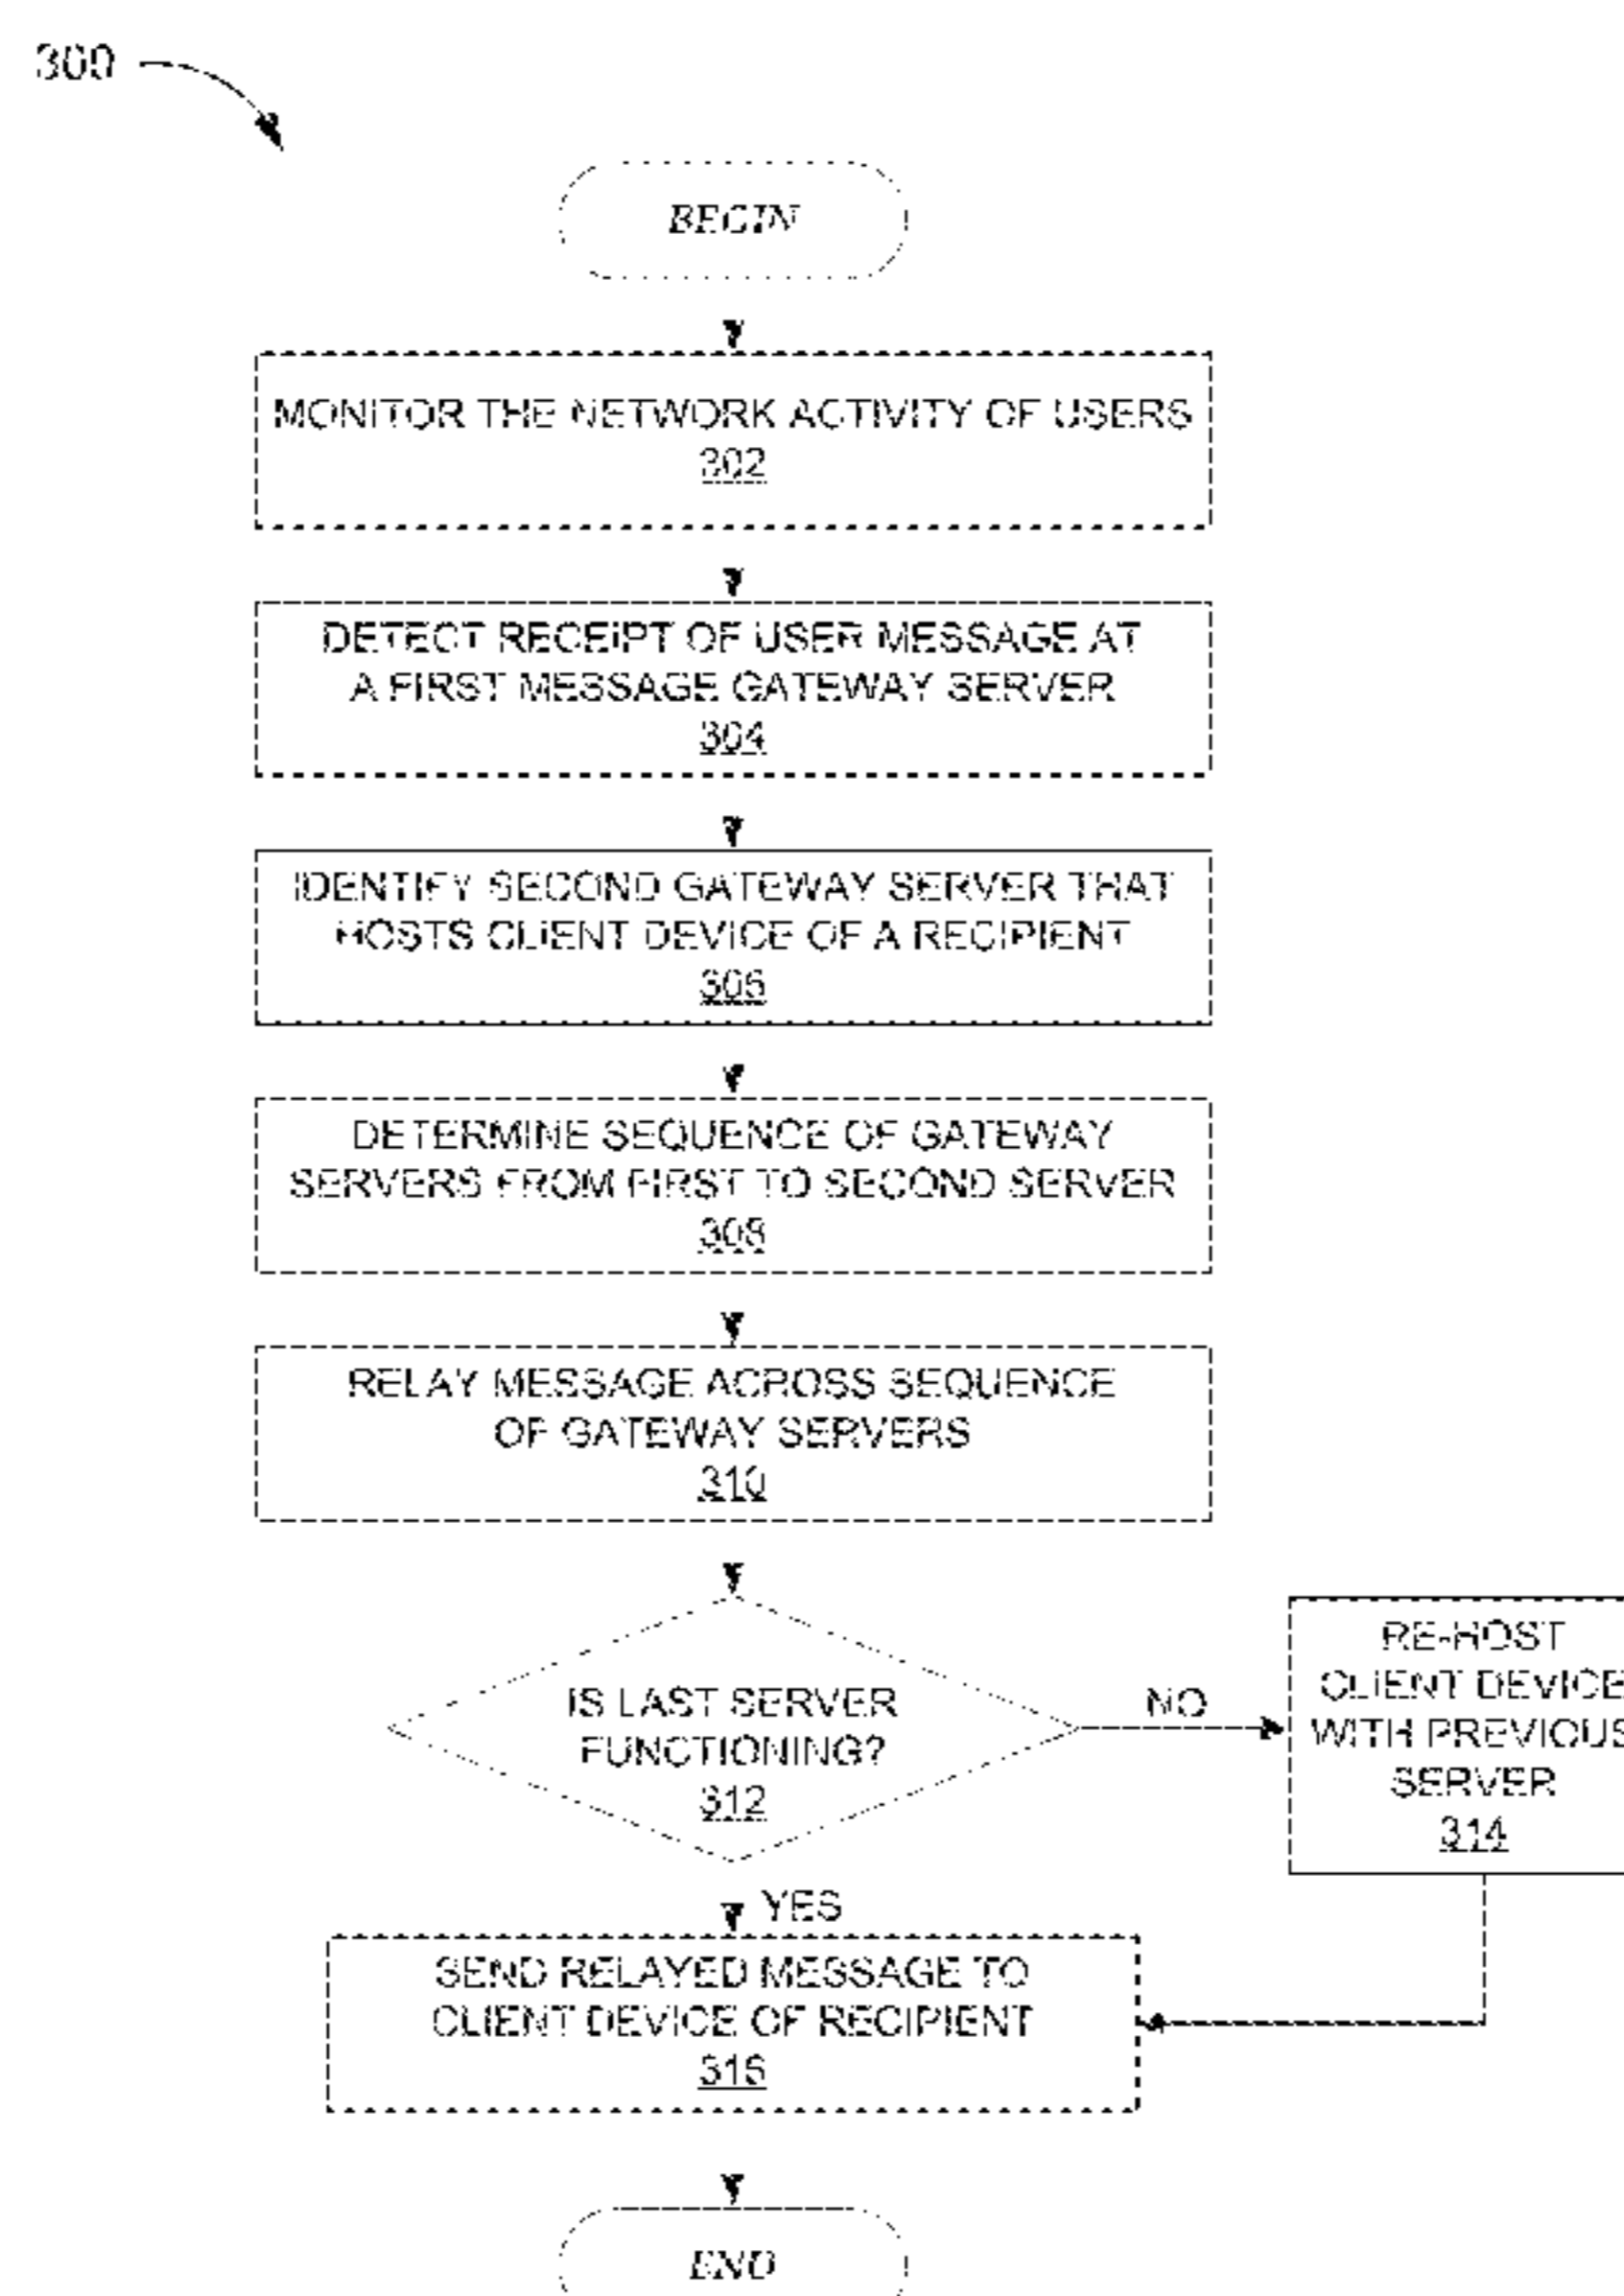 300
BEGIN
MONITOR THE NETWORK ACTIVITY OF USERS
302
DETECT RECEIPT OF USER MESSAGE AT
A FIRST MESSAGE GATEWAY SERVER
304
IDENTIFY SECOND GATEWAY SERVER THAT
HOSTS CLIENT DEVICE OF A RECIPIENT
306
DETERMINE SEQUENCE OF GATEWAY
SERVERS FROM FIRST TO SECOND SERVER
308
RELAY MESSAGE ACROSS SEQUENCE
OF GATEWAY SERVERS
310
IS LAST SERVER
FUNCTIONING?
312
NO
RE-HOST
CLIENT DEVICE
WITH PREVIOUS
SERVER
314
YES
SEND RELAYED MESSAGE TO
CLIENT DEVICE OF RECIPIENT
316
END